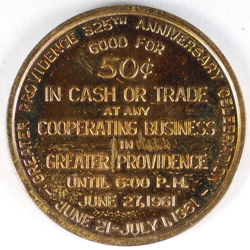 GREATER PROVIDENCE 325TH ANNIVERSARY CELEBRATION
GOOD FOR
50¢
IN CASH OR TRADE
AT ANY
COOPERATING BUSINESS
IN
GREATER PROVIDENCE
UNTIL 6:00 P.M.
JUNE 27, 1961
JUNE 21-JULY 1, 1961